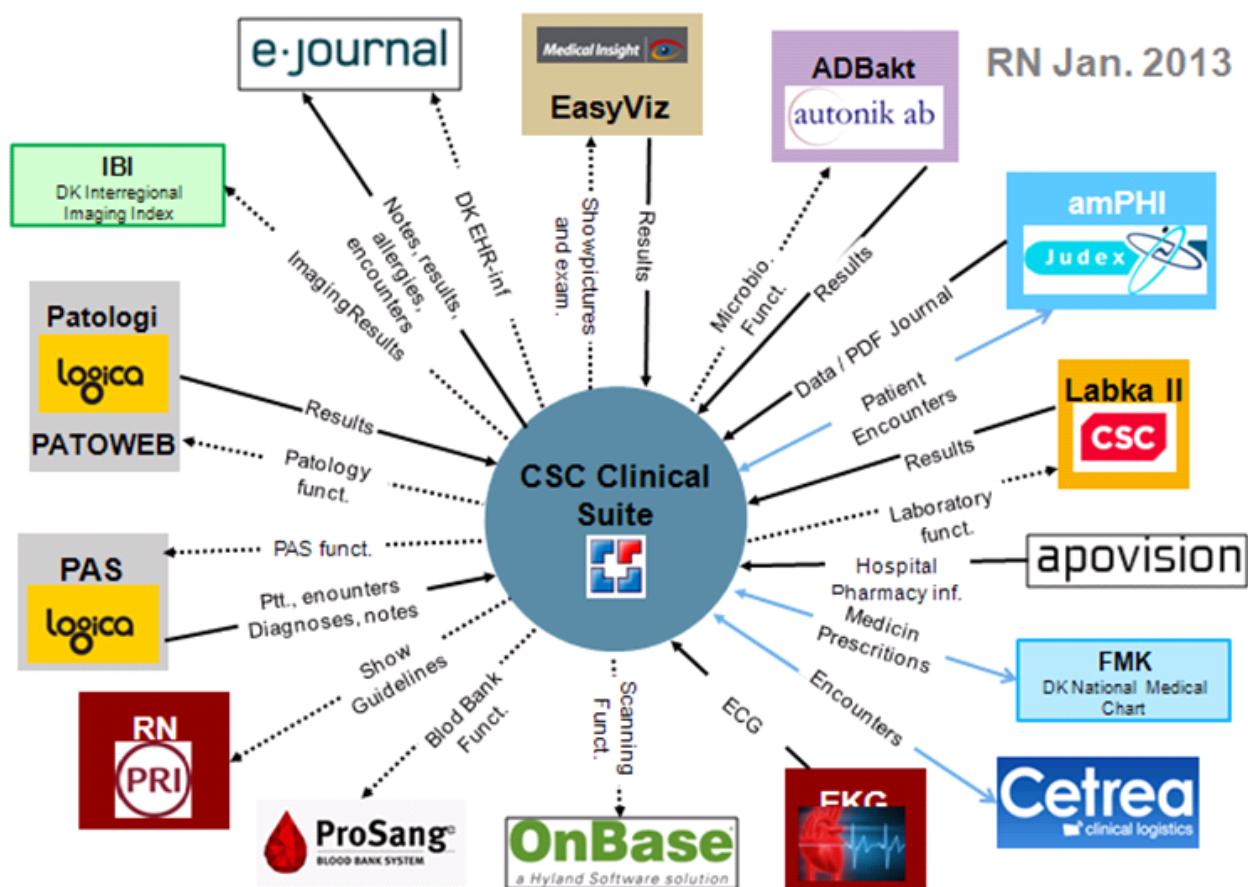 e·journal
Medical Insight
EasyViz
ADBakt
autonik ab
RN Jan. 2013
IBI
DK Interregional
Imaging Index
amPHI
Judex
Imaging Results
Notes, results,
allergies,
encounters
DK EHR-inf
Showpictures
and exam.
Results
Microbio.
Funct.
Results
Data / PDF Journal
Patient
Encounters
Patologi
logica
PATOWEB
Results
Patology
funct.
Labka II
CSC
Results
Laboratory
funct.
CSC Clinical
Suite
PAS
logica
PAS funct.
Ptt., enounters
Diagnoses, notes
apovision
Hospital
Pharmacy inf.
Medicin
Prescritions
FMK
DK National Medical
Chart
RN
PRI
Show
Guidelines
Blod Bank
Funct.
Scanning
Funct.
ECG
Encounters
ProSang©
BLOOD BANK SYSTEM
OnBase
a Hyland Software solution
EKG
Cetrea
clinical logistics